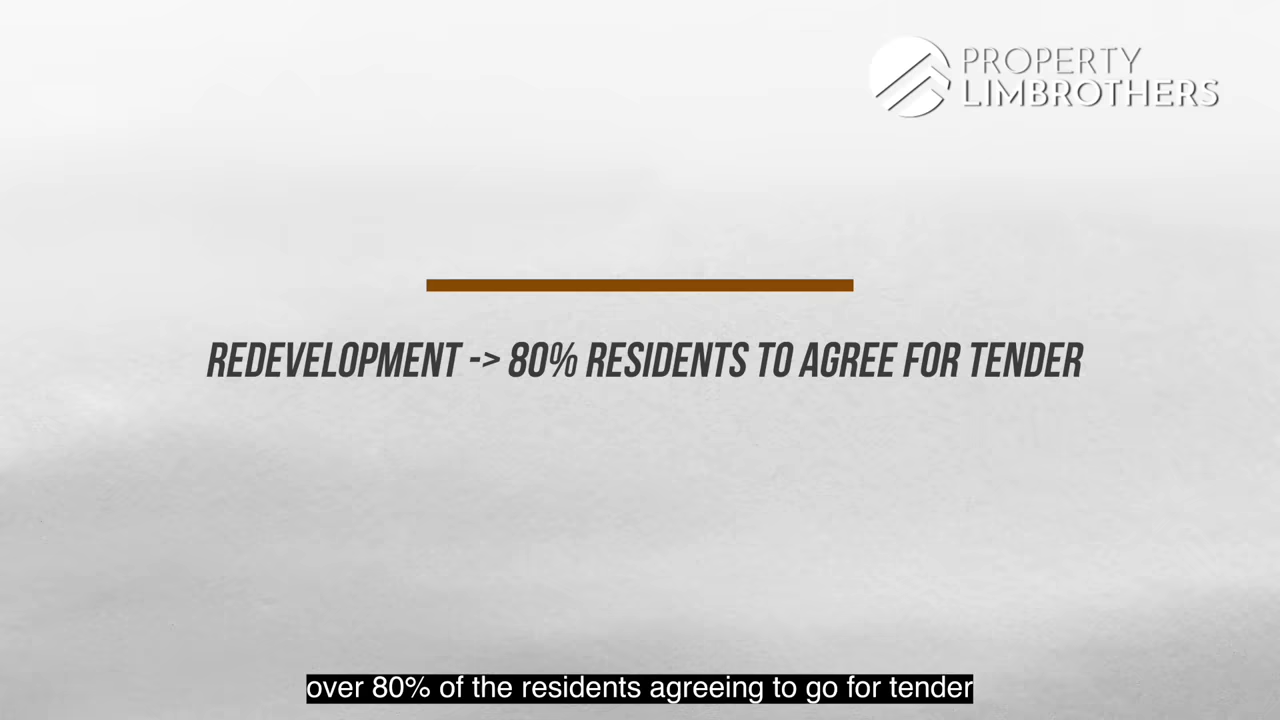 PROPERTY
LIMBROTHERS
REDEVELOPMENT -> 80% RESIDENTS TO AGREE FOR TENDER
over 80% of the residents agreeing to go for tender